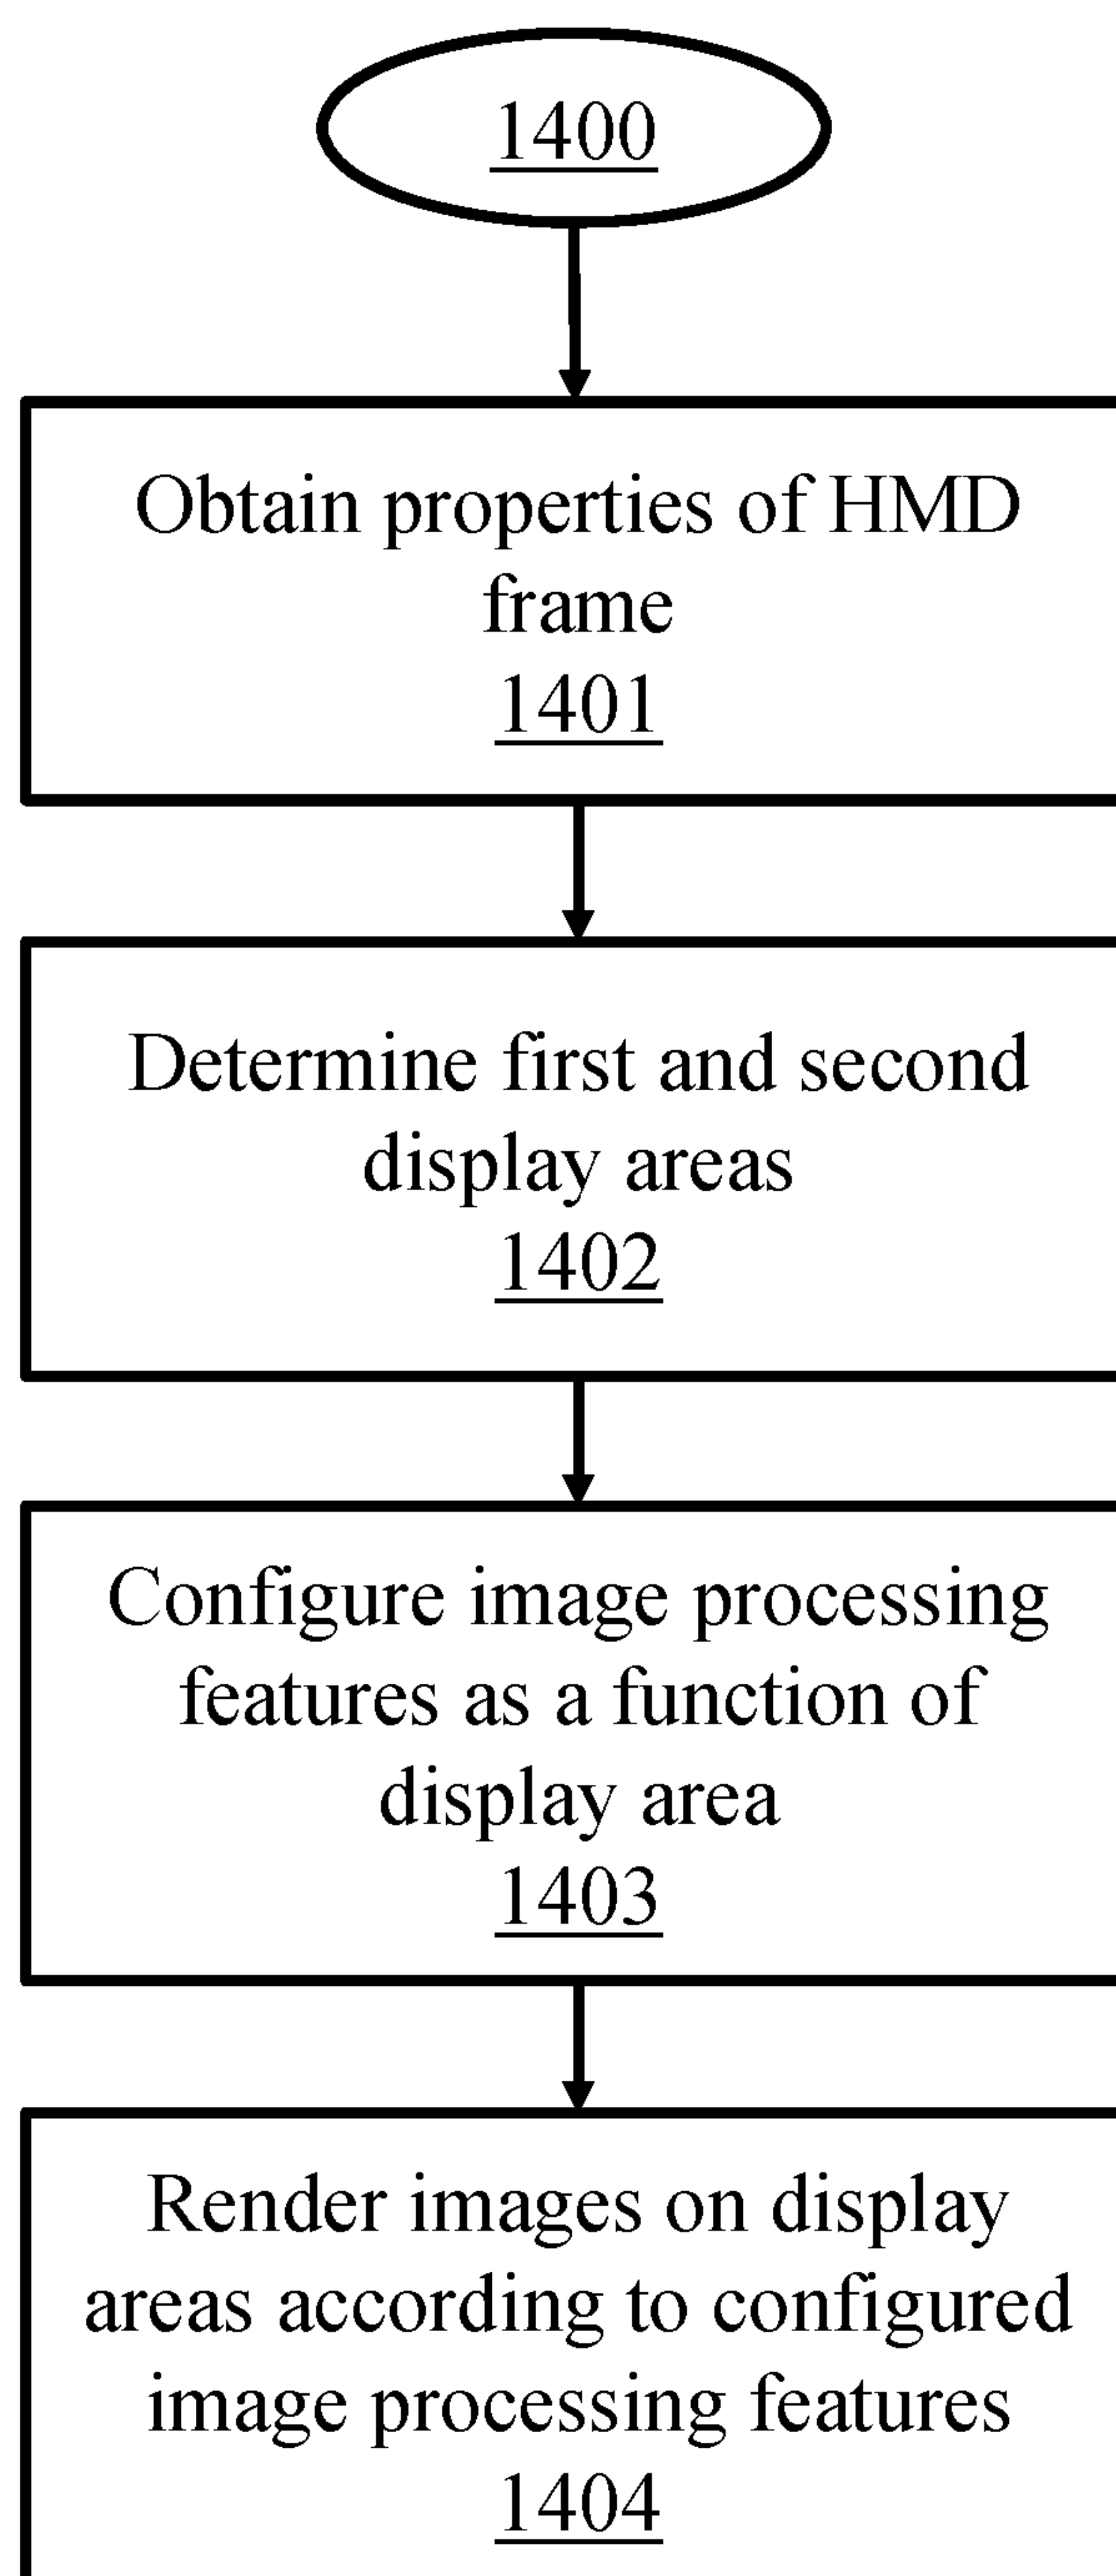 1400
Obtain properties of HMD
frame
1401
Determine first and second
display areas
1402
Configure image processing
features as a function of
display area
1403
Render images on display
areas according to configured
image processing features
1404